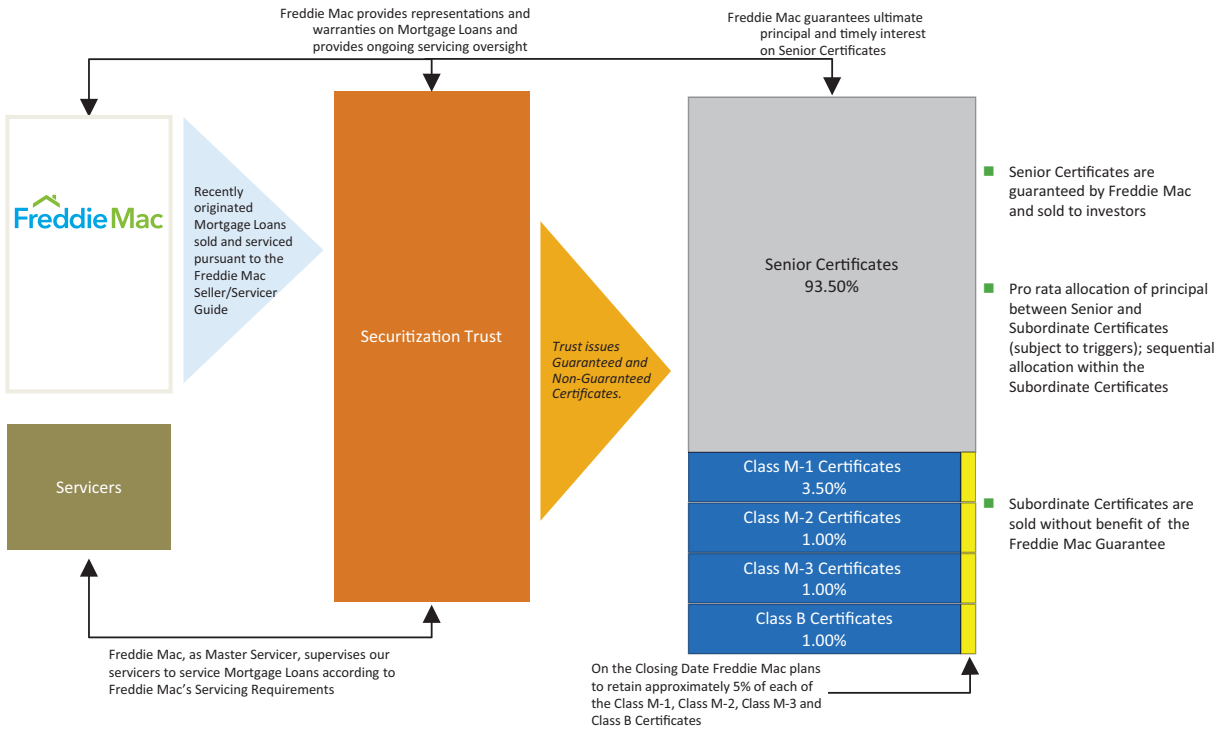 Freddie Mac provides representations and
warranties on Mortgage Loans and
provides ongoing servicing oversight
Freddie Mac guarantees ultimate
principal and timely interest
on Senior Certificates
FreddieMac
Recently
originated
Mortgage Loans
sold and serviced
pursuant to the
Freddie Mac
Seller/Servicer
Guide
Servicers
Securitization Trust
Trust issues
Guaranteed and
Non-Guaranteed
Certificates.
Senior Certificates
93.50%
Class M-1 Certificates
3.50%
Class M-2 Certificates
1.00%
Class M-3 Certificates
1.00%
Class B Certificates
1.00%
Senior Certificates are
guaranteed by Freddie Mac
and sold to investors
Pro rata allocation of principal
between Senior and
Subordinate Certificates
(subject to triggers); sequential
allocation within the
Subordinate Certificates
Subordinate Certificates are
sold without benefit of the
Freddie Mac Guarantee
Freddie Mac, as Master Servicer, supervises our
servicers to service Mortgage Loans according to
Freddie Mac’s Servicing Requirements
On the Closing Date Freddie Mac plans
to retain approximately 5% of each of
the Class M-1, Class M-2, Class M-3 and
Class B Certificates